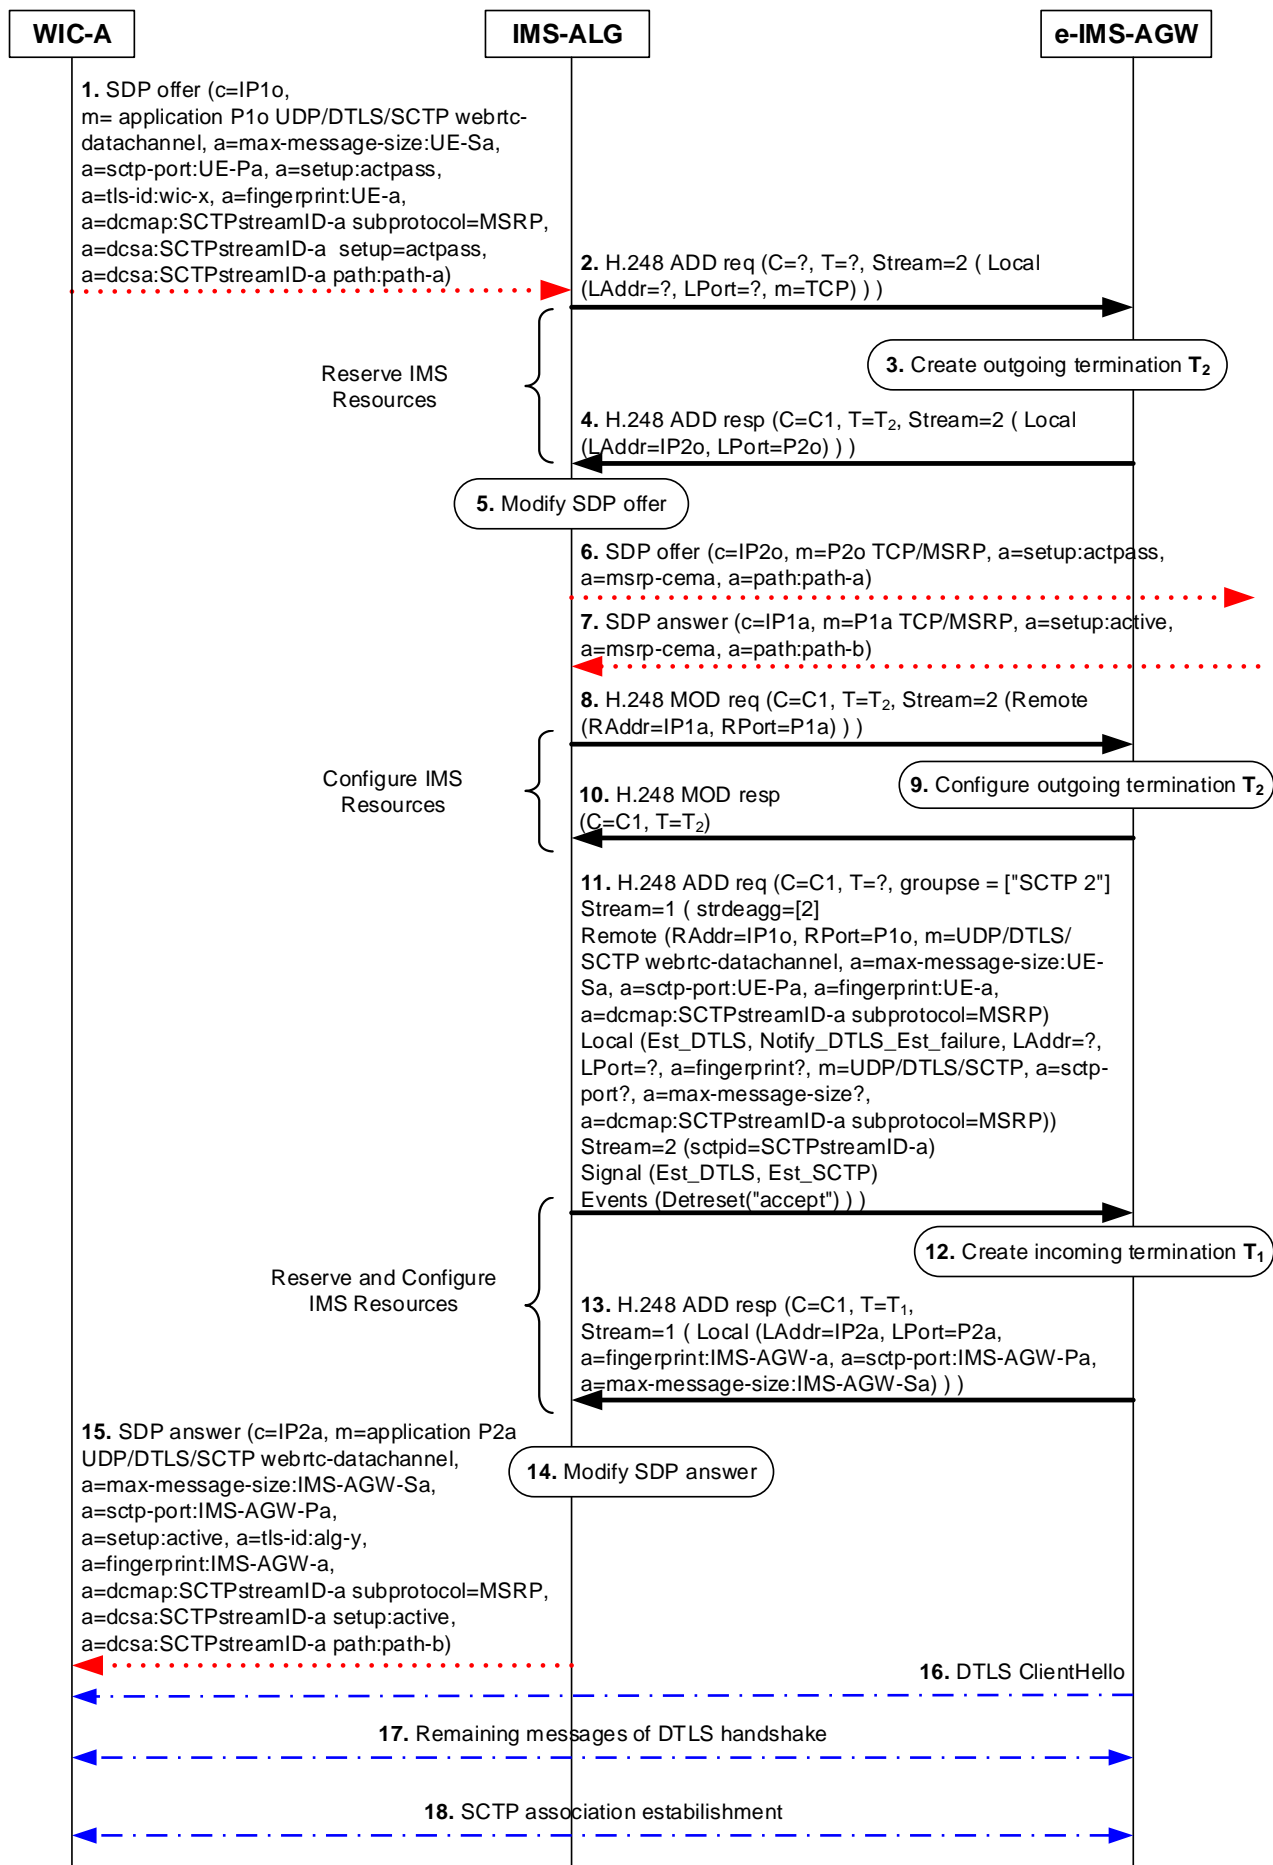 WIC-A
IMS-ALG
e-IMS-AGW
1. SDP offer (c=IP1o,
m= application P1o UDP/DTLS/SCTP webrtc-
datachannel, a=max-message-size:UE-Sa,
a=sctp-port:UE-Pa, a=setup:actpass,
a=tls-id:wic-x, a=fingerprint:UE-a,
a=dcmap:SCTPstreamID-a subprotocol=MSRP,
a=dcsa:SCTPstreamID-a  setup=actpass,
a=dcsa:SCTPstreamID-a path:path-a)
2. H.248 ADD req (C=?, T=?, Stream=2 ( Local
(LAddr=?, LPort=?, m=TCP) ) )
Reserve IMS
Resources
3. Create outgoing termination T2
4. H.248 ADD resp (C=C1, T=T2, Stream=2 ( Local
(LAddr=IP2o, LPort=P2o) ) )
5. Modify SDP offer
6. SDP offer (c=IP2o, m=P2o TCP/MSRP, a=setup:actpass,
a=msrp-cema, a=path:path-a)
7. SDP answer (c=IP1a, m=P1a TCP/MSRP, a=setup:active,
a=msrp-cema, a=path:path-b)
8. H.248 MOD req (C=C1, T=T2, Stream=2 (Remote
(RAddr=IP1a, RPort=P1a) ) )
Configure IMS
Resources
9. Configure outgoing termination T2
10. H.248 MOD resp
(C=C1, T=T2)
11. H.248 ADD req (C=C1, T=?, groupse = ["SCTP 2"]
Stream=1 ( strdeagg=[2]
Remote (RAddr=IP1o, RPort=P1o, m=UDP/DTLS/
SCTP webrtc-datachannel, a=max-message-size:UE-
Sa, a=sctp-port:UE-Pa, a=fingerprint:UE-a,
a=dcmap:SCTPstreamID-a subprotocol=MSRP)
Local (Est_DTLS, Notify_DTLS_Est_failure, LAddr=?,
LPort=?, a=fingerprint?, m=UDP/DTLS/SCTP, a=sctp-
port?, a=max-message-size?,
a=dcmap:SCTPstreamID-a subprotocol=MSRP))
Stream=2 (sctpid=SCTPstreamID-a)
Signal (Est_DTLS, Est_SCTP)
Events (Detreset("accept") ) )
12. Create incoming termination T1
Reserve and Configure
IMS Resources
13. H.248 ADD resp (C=C1, T=T1,
Stream=1 ( Local (LAddr=IP2a, LPort=P2a,
a=fingerprint:IMS-AGW-a, a=sctp-port:IMS-AGW-Pa,
a=max-message-size:IMS-AGW-Sa) ) )
14. Modify SDP answer
15. SDP answer (c=IP2a, m=application P2a
UDP/DTLS/SCTP webrtc-datachannel,
a=max-message-size:IMS-AGW-Sa,
a=sctp-port:IMS-AGW-Pa,
a=setup:active, a=tls-id:alg-y,
a=fingerprint:IMS-AGW-a,
a=dcmap:SCTPstreamID-a subprotocol=MSRP,
a=dcsa:SCTPstreamID-a setup:active,
a=dcsa:SCTPstreamID-a path:path-b)
16. DTLS ClientHello
17. Remaining messages of DTLS handshake
18. SCTP association estabilishment